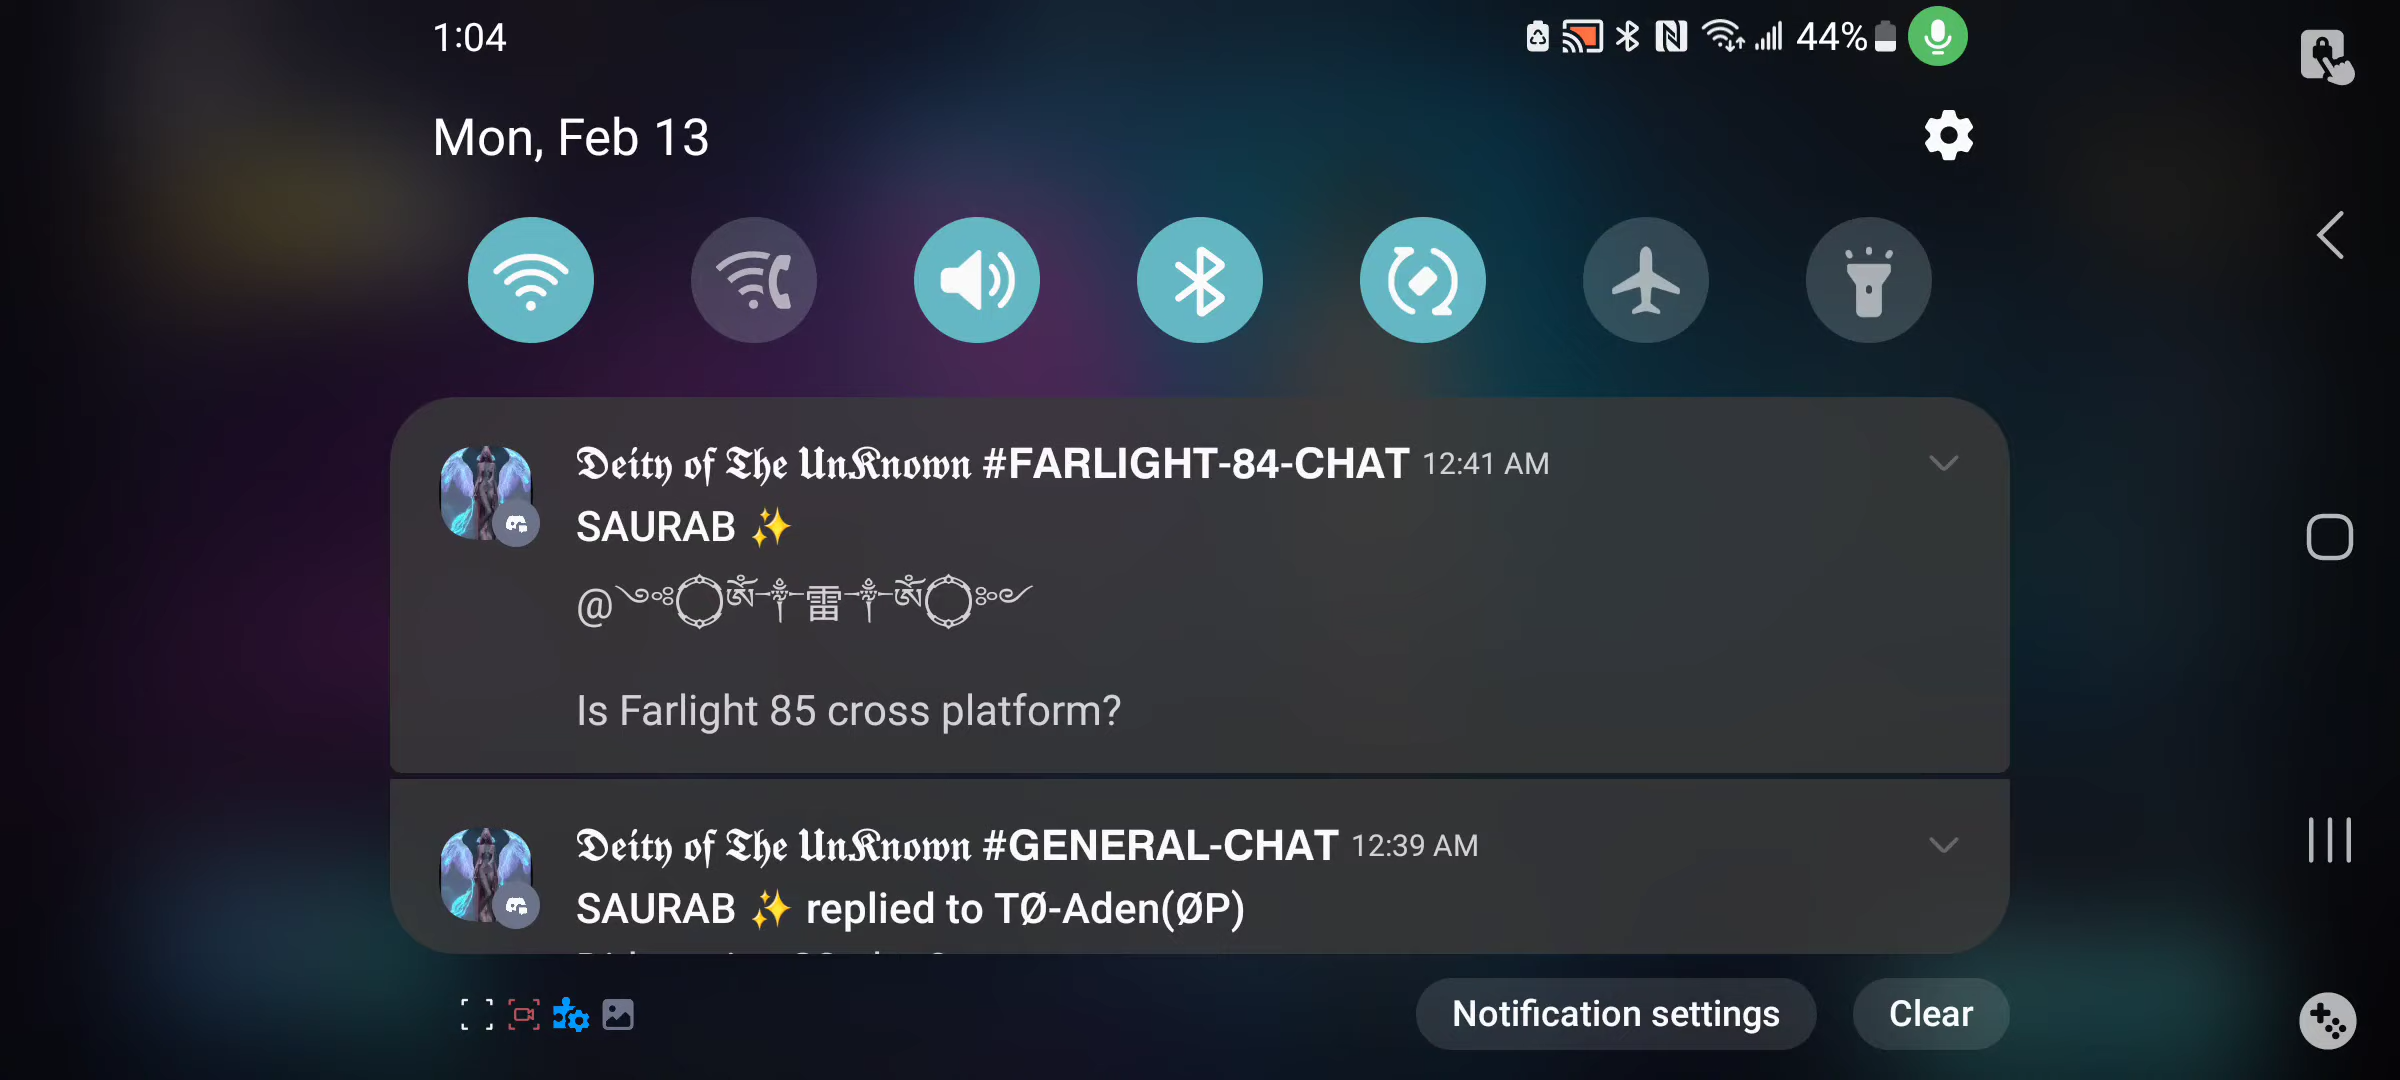 1:04
44%
Mon, Feb 13
𝕯𝖊𝖎𝖙𝖞 𝖔𝖋 𝕿𝖍𝖊 𝖀𝖓𝕶𝖓𝖔𝖜𝖓 #FARLIGHT-84-CHAT 12:41 AM
SAURAB ✨
@༺ༀ༒雷༒ༀ༻
Is Farlight 85 cross platform?
𝕯𝖊𝖎𝖙𝖞 𝖔𝖋 𝕿𝖍𝖊 𝖀𝖓𝕶𝖓𝖔𝖜𝖓 #GENERAL-CHAT 12:39 AM
SAURAB ✨ replied to TØ-Aden(ØP)
Notification settings
Clear